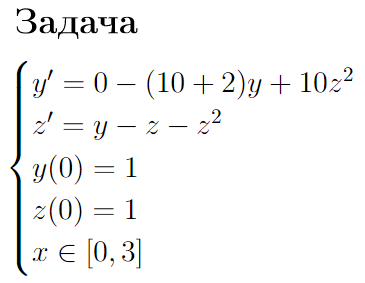 Задача
y′ = 0 − (10 + 2)y + 10z²
z′ = y − z − z²
y(0) = 1
z(0) = 1
x ∈ [0, 3]